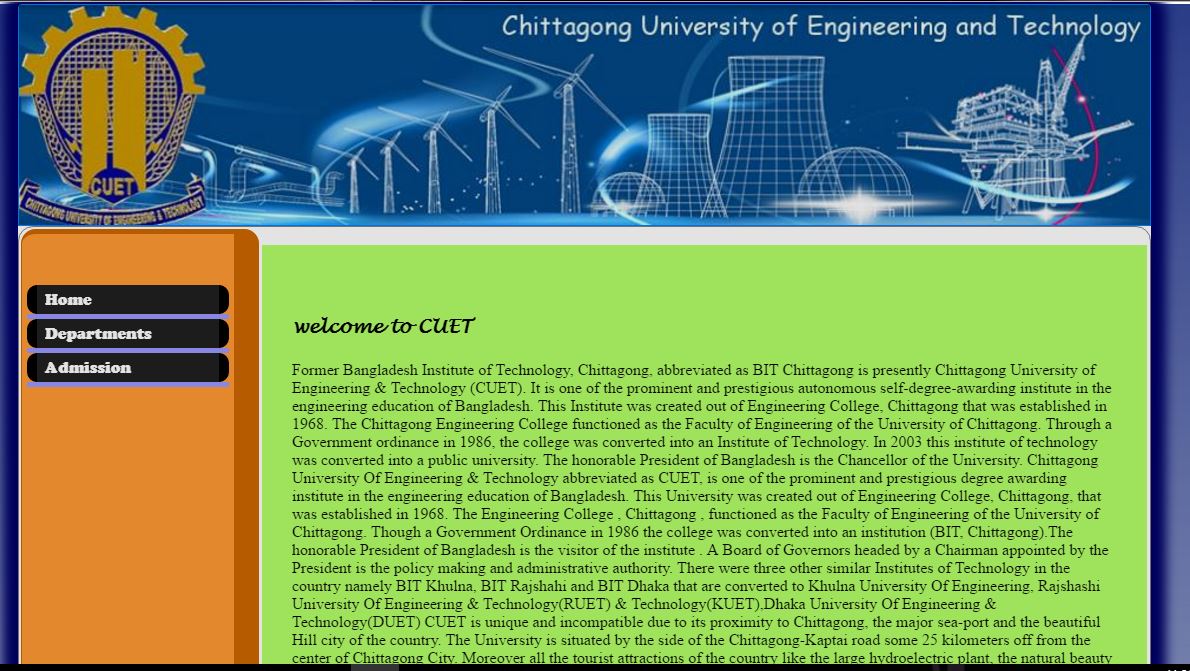 Chittagong University of Engineering and Technology
CUET
CHITTAGONG UNIVERSITY OF ENGINEERING & TECHNOLOGY
Home
Departments
Admission
welcome to CUET
Former Bangladesh Institute of Technology, Chittagong, abbreviated as BIT Chittagong is presently Chittagong University of
Engineering & Technology (CUET). It is one of the prominent and prestigious autonomous self-degree-awarding institute in the
engineering education of Bangladesh. This Institute was created out of Engineering College, Chittagong that was established in
1968. The Chittagong Engineering College functioned as the Faculty of Engineering of the University of Chittagong. Through a
Government ordinance in 1986, the college was converted into an Institute of Technology. In 2003 this institute of technology
was converted into a public university. The honorable President of Bangladesh is the Chancellor of the University. Chittagong
University Of Engineering & Technology abbreviated as CUET, is one of the prominent and prestigious degree awarding
institute in the engineering education of Bangladesh. This University was created out of Engineering College, Chittagong, that
was established in 1968. The Engineering College , Chittagong , functioned as the Faculty of Engineering of the University of
Chittagong. Though a Government Ordinance in 1986 the college was converted into an institution (BIT, Chittagong).The
honorable President of Bangladesh is the visitor of the institute . A Board of Governors headed by a Chairman appointed by the
President is the policy making and administrative authority. There were three other similar Institutes of Technology in the
country namely BIT Khulna, BIT Rajshahi and BIT Dhaka that are converted to Khulna University Of Engineering, Rajshashi
University Of Engineering & Technology(RUET) & Technology(KUET),Dhaka University Of Engineering &
Technology(DUET) CUET is unique and incompatible due to its proximity to Chittagong, the major sea-port and the beautiful
Hill city of the country. The University is situated by the side of the Chittagong-Kaptai road some 25 kilometers off from the
center of Chittagong City. Moreover all the tourist attractions of the country like the large hydroelectric plant, the natural beauty